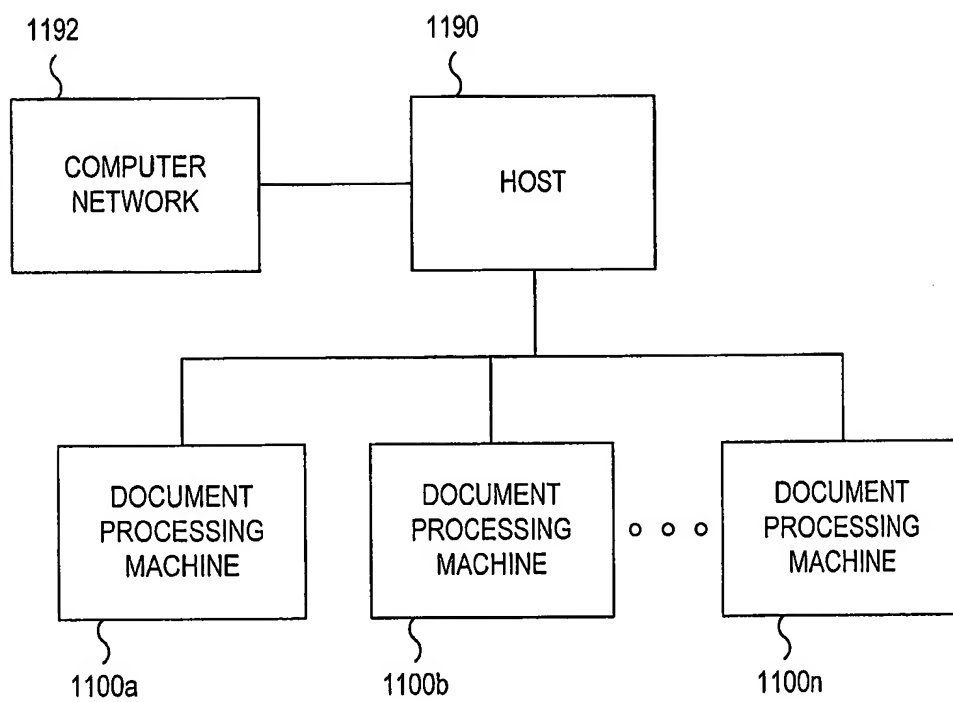 1192
1190
COMPUTER
NETWORK
HOST
DOCUMENT
PROCESSING
MACHINE
DOCUMENT
PROCESSING
MACHINE
DOCUMENT
PROCESSING
MACHINE
1100a
1100b
1100n